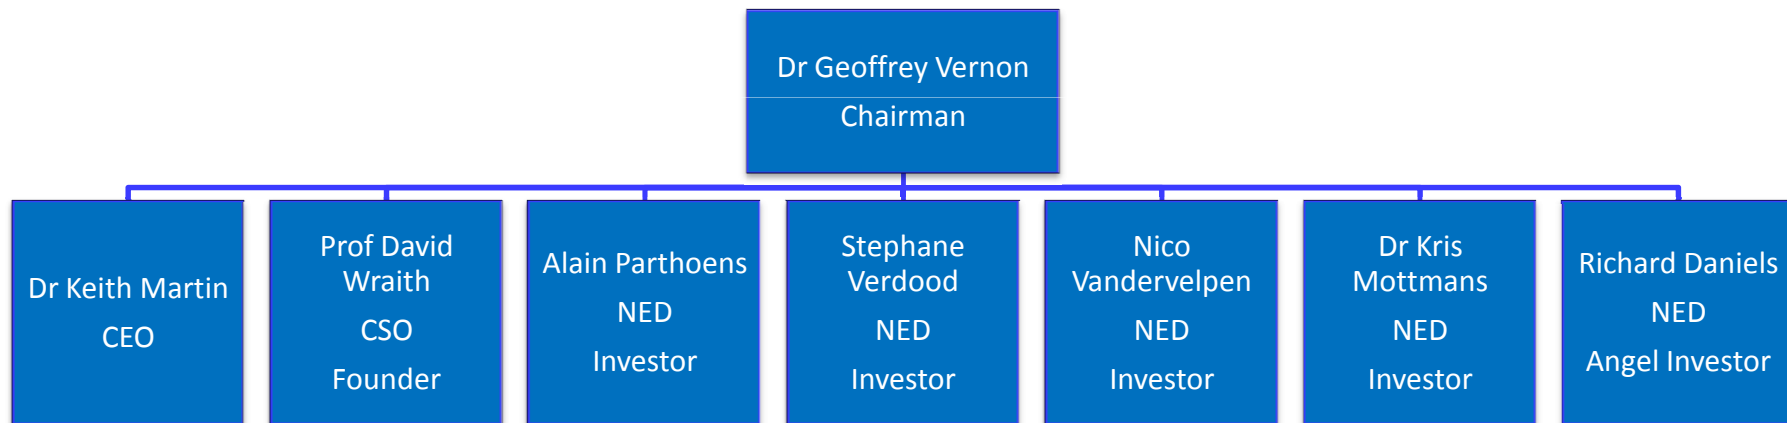 Dr Geoffrey Vernon
Chairman
Dr Keith Martin
CEO
Prof David
Wraith
CSO
Founder
Alain Parthoens
NED
Investor
Stephane
Verdood
NED
Investor
Nico
Vandervelpen
NED
Investor
Dr Kris
Mottmans
NED
Investor
Richard Daniels
NED
Angel Investor